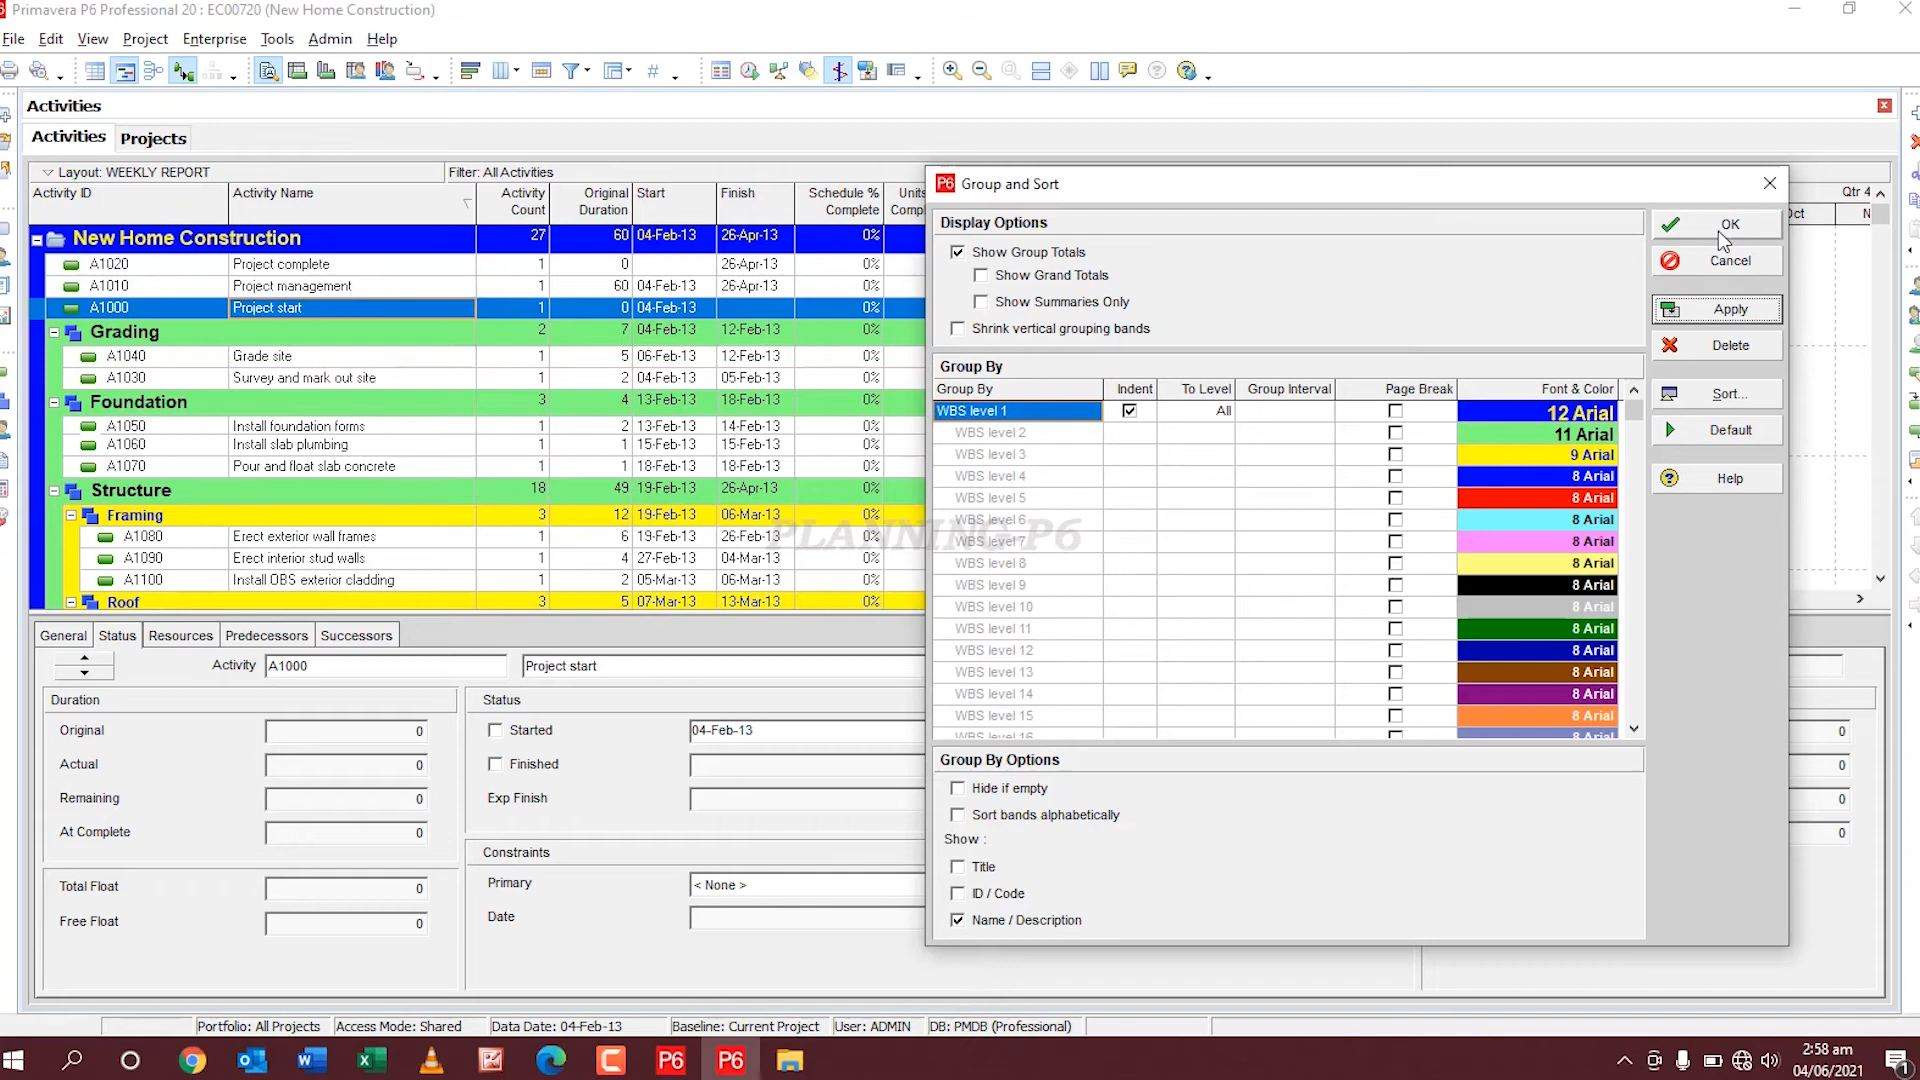 Primavera P6 Professional 20 : EC00720 (New Home Construction)
File Edit View Project Enterprise Tools Admin Help
Activities
Activities Projects
Layout: WEEKLY REPORT Filter: All Activities
Activity ID Activity Name Activity Count Original Duration Start Finish Schedule % Complete Units Compl Qtr 4
Oct N
New Home Construction 27 60 04-Feb-13 26-Apr-13 0%
A1020 Project complete 1 0 26-Apr-13 0%
A1010 Project management 1 60 04-Feb-13 26-Apr-13 0%
A1000 Project start 1 0 04-Feb-13 0%
Grading 2 7 04-Feb-13 12-Feb-13 0%
A1040 Grade site 1 5 06-Feb-13 12-Feb-13 0%
A1030 Survey and mark out site 1 2 04-Feb-13 05-Feb-13 0%
Foundation 3 4 13-Feb-13 18-Feb-13 0%
A1050 Install foundation forms 1 2 13-Feb-13 14-Feb-13 0%
A1060 Install slab plumbing 1 1 15-Feb-13 15-Feb-13 0%
A1070 Pour and float slab concrete 1 1 18-Feb-13 18-Feb-13 0%
Structure 18 49 19-Feb-13 26-Apr-13 0%
Framing 3 12 19-Feb-13 06-Mar-13 0%
A1080 Erect exterior wall frames 1 6 19-Feb-13 26-Feb-13 0%
A1090 Erect interior stud walls 1 4 27-Feb-13 04-Mar-13 0%
A1100 Install OBS exterior cladding 1 2 05-Mar-13 06-Mar-13 0%
Roof 3 5 07-Mar-13 13-Mar-13 0%
PLANNING P6
P6 Group and Sort
Display Options
Show Group Totals
Show Grand Totals
Show Summaries Only
Shrink vertical grouping bands
OK
Cancel
Apply
Delete
Sort...
Default
Help
Group By
Group By Indent To Level Group Interval Page Break Font & Color
WBS level 1 All 12 Arial
WBS level 2 11 Arial
WBS level 3 9 Arial
WBS level 4 8 Arial
WBS level 5 8 Arial
WBS level 6 8 Arial
WBS level 7 8 Arial
WBS level 8 8 Arial
WBS level 9 8 Arial
WBS level 10 8 Arial
WBS level 11 8 Arial
WBS level 12 8 Arial
WBS level 13 8 Arial
WBS level 14 8 Arial
WBS level 15 8 Arial
WBS level 16 8 Arial
Group By Options
Hide if empty
Sort bands alphabetically
Show :
Title
ID / Code
Name / Description
General Status Resources Predecessors Successors
Activity A1000 Project start
Duration
Original 0
Actual 0
Remaining 0
At Complete 0
Total Float 0
Free Float 0
Status
Started 04-Feb-13
Finished
Exp Finish
Constraints
Primary < None >
Date
0
0
0
0
Portfolio: All Projects Access Mode: Shared Data Date: 04-Feb-13 Baseline: Current Project User: ADMIN DB: PMDB (Professional)
P6 P6
2:58 am
04/06/2021
1